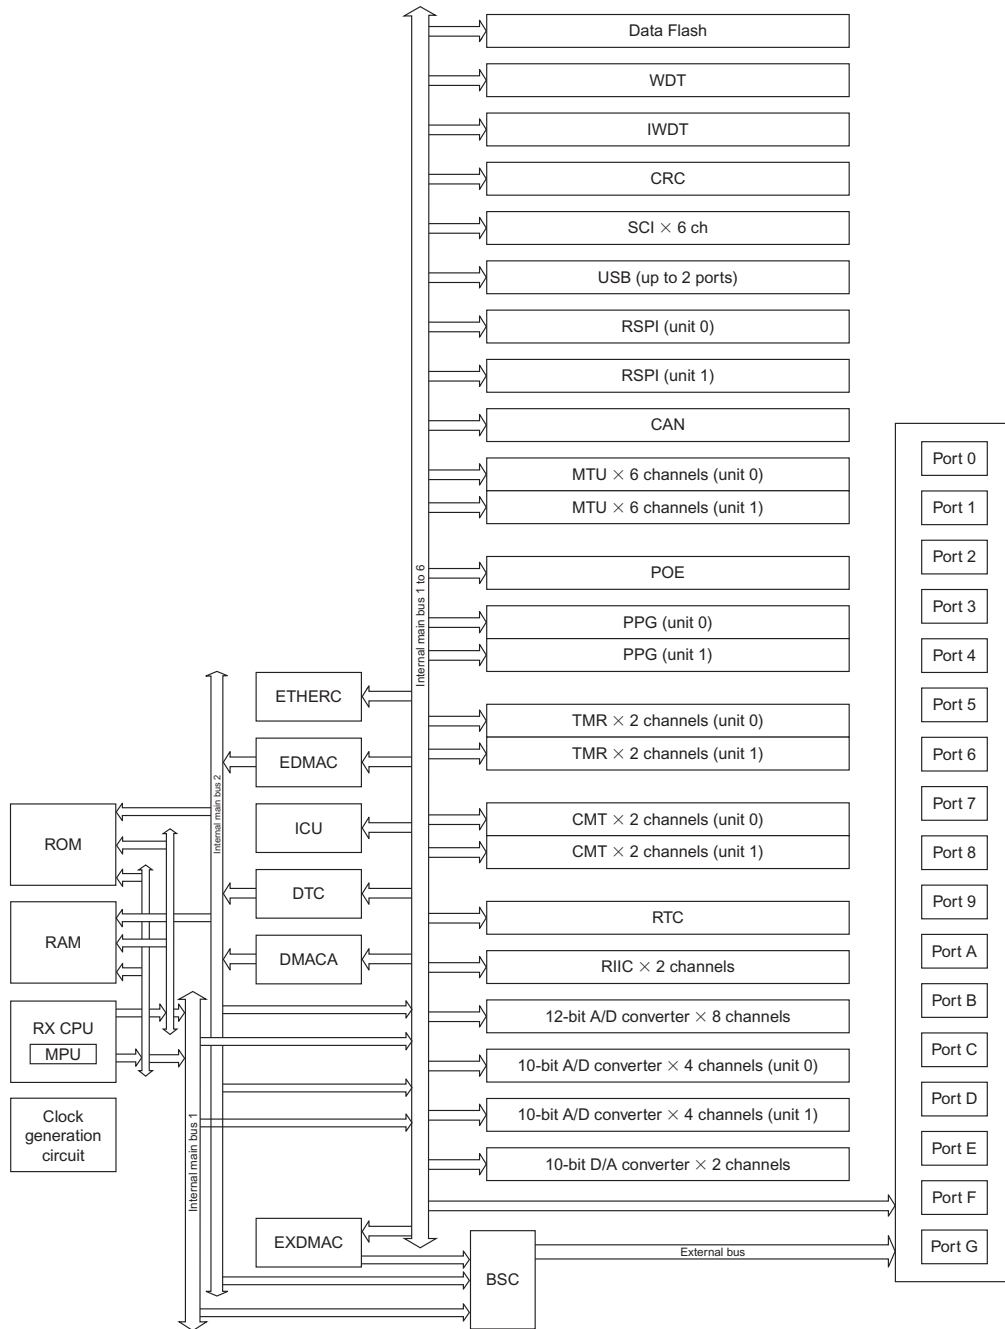 Data Flash
WDT
IWDT
CRC
SCI × 6 ch
USB (up to 2 ports)
RSPI (unit 0)
RSPI (unit 1)
CAN
MTU × 6 channels (unit 0)
MTU × 6 channels (unit 1)
POE
PPG (unit 0)
PPG (unit 1)
TMR × 2 channels (unit 0)
TMR × 2 channels (unit 1)
CMT × 2 channels (unit 0)
CMT × 2 channels (unit 1)
RTC
RIIC × 2 channels
12-bit A/D converter × 8 channels
10-bit A/D converter × 4 channels (unit 0)
10-bit A/D converter × 4 channels (unit 1)
10-bit D/A converter × 2 channels
Internal main bus 1 to 6
ETHERC
EDMAC
ICU
DTC
DMACA
EXDMAC
Internal main bus 2
ROM
RAM
RX CPU
MPU
Clock
generation
circuit
Internal main bus 1
BSC
External bus
Port 0
Port 1
Port 2
Port 3
Port 4
Port 5
Port 6
Port 7
Port 8
Port 9
Port A
Port B
Port C
Port D
Port E
Port F
Port G